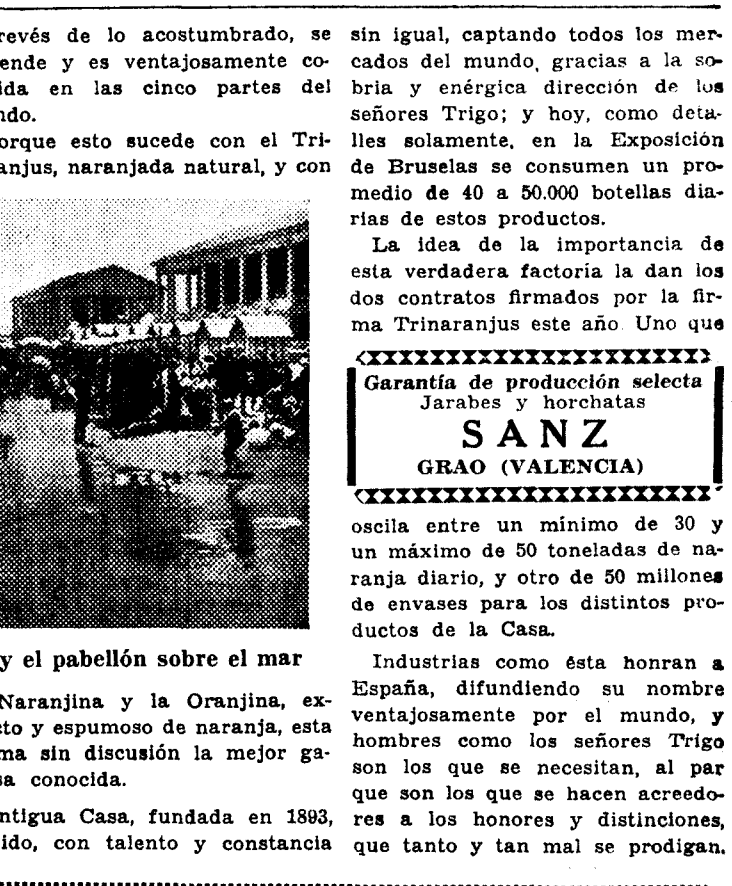 revés de lo acostumbrado, se
ende y es ventajosamente co-
ida en las cinco partes del
ndo.
orque esto sucede con el Tri-
anjus, naranjada natural, y con
y el pabellón sobre el mar
Naranjina y la Oranjina, ex-
cto y espumoso de naranja, esta
ma sin discusión la mejor ga-
sa conocida.
ntigua Casa, fundada en 1893,
ido, con talento y constancia
sin igual, captando todos los mer-
cados del mundo, gracias a la so-
bria y enérgica dirección de los
señores Trigo; y hoy, como deta-
lles solamente, en la Exposición
de Bruselas se consumen un pro-
medio de 40 a 50.000 botellas dia-
rias de estos productos.
La idea de la importancia de
esta verdadera factoría la dan los
dos contratos firmados por la fir-
ma Trinaranjus este año. Uno que
Garantía de producción selecta
Jarabes y horchatas
SANZ
GRAO (VALENCIA)
oscila entre un mínimo de 30 y
un máximo de 50 toneladas de na-
ranja diario, y otro de 50 millones
de envases para los distintos pro-
ductos de la Casa.
Industrias como ésta honran a
España, difundiendo su nombre
ventajosamente por el mundo, y
hombres como los señores Trigo
son los que se necesitan, al par
que son los que se hacen acreedo-
res a los honores y distinciones,
que tanto y tan mal se prodigan.